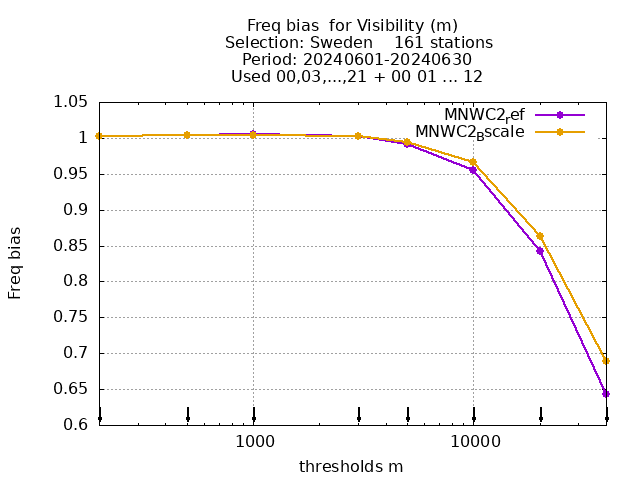 Freq bias  for Visibility (m)
Selection: Sweden    161 stations
Period: 20240601-20240630
Used 00,03,...,21 + 00 01 ... 12
MNWC2ref
MNWC2Bscale
1.05
1
0.95
0.9
0.85
0.8
0.75
0.7
0.65
0.6
Freq bias
1000
10000
thresholds m